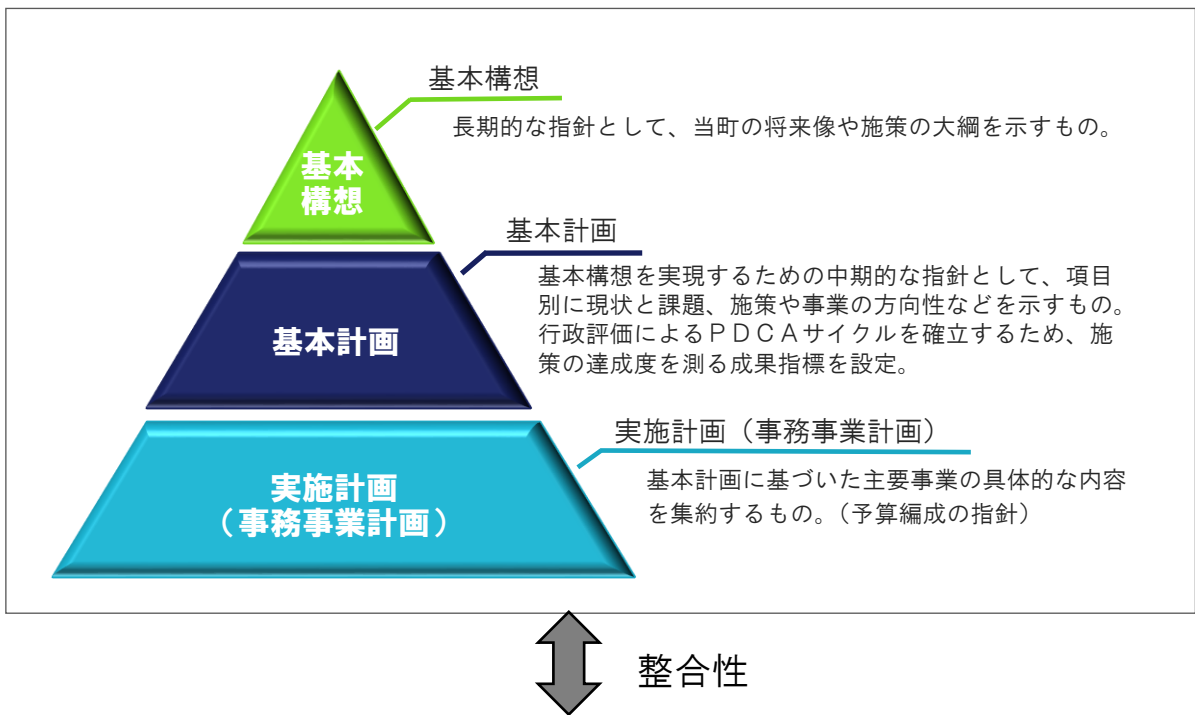 基本構想
長期的な指針として、当町の将来像や施策の大綱を示すもの。
基本
構想
基本計画
基本構想を実現するための中期的な指針として、項目
別に現状と課題、施策や事業の方向性などを示すもの。
行政評価によるＰＤＣＡサイクルを確立するため、施
策の達成度を測る成果指標を設定。
基本計画
実施計画（事務事業計画）
基本計画に基づいた主要事業の具体的な内容
を集約するもの。（予算編成の指針）
実施計画
（事務事業計画）
整合性